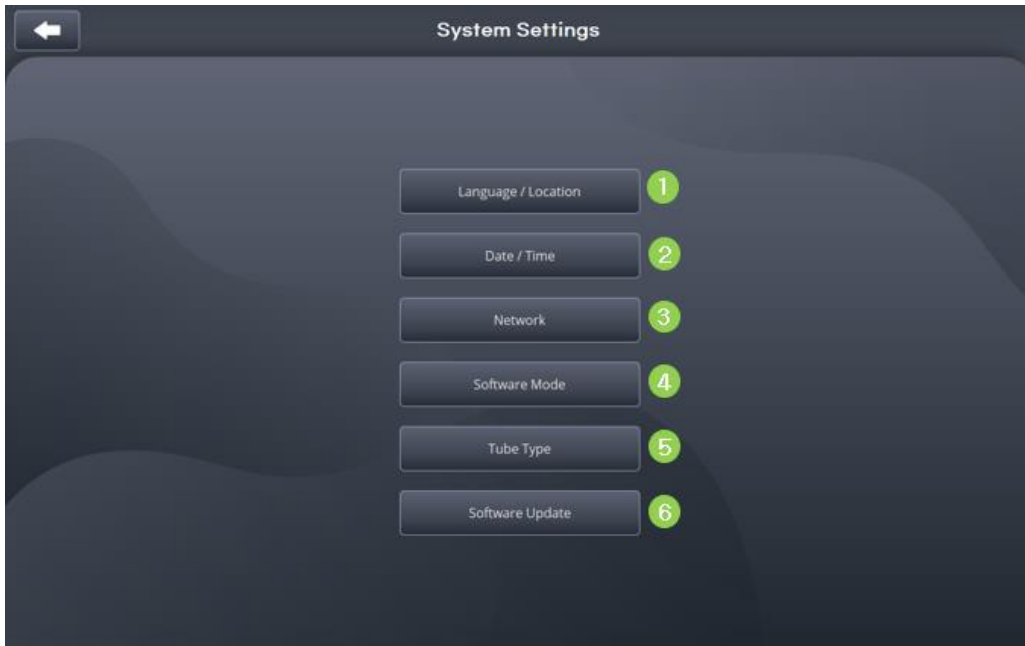 System Settings
Language / Location 1
Date / Time 2
Network 3
Software Mode 4
Tube Type 5
Software Update 6